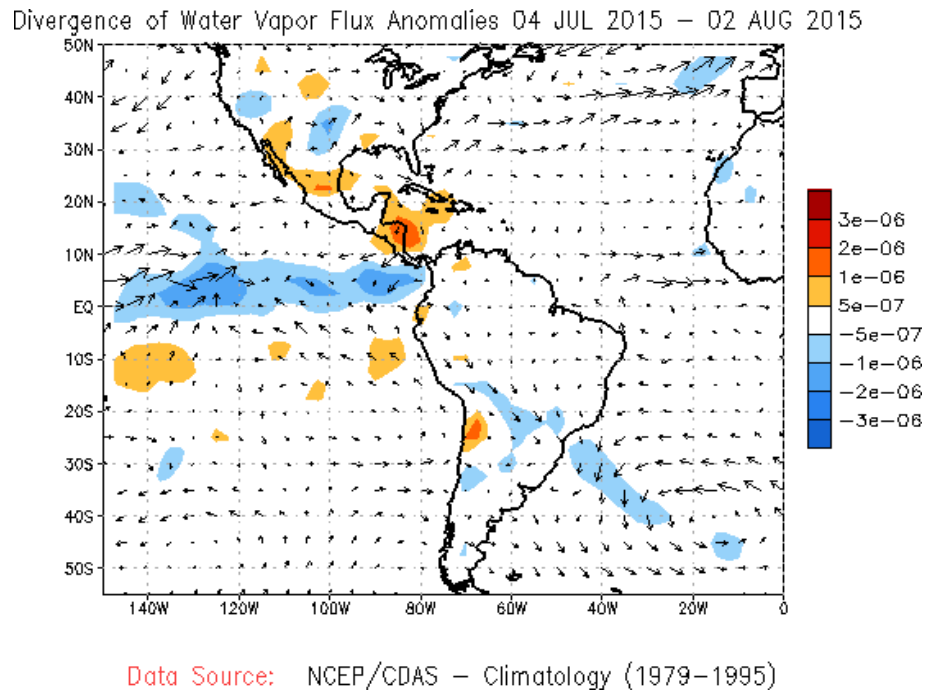 Divergence of Water Vapor Flux Anomalies 04 JUL 2015 – 02 AUG 2015
50N
40N
30N
20N
10N
EQ
10S
20S
30S
40S
50S
140W 120W 100W 80W 60W 40W 20W 0
3e-06
2e-06
1e-06
5e-07
-5e-07
-1e-06
-2e-06
-3e-06
Data Source: NCEP/CDAS – Climatology (1979-1995)